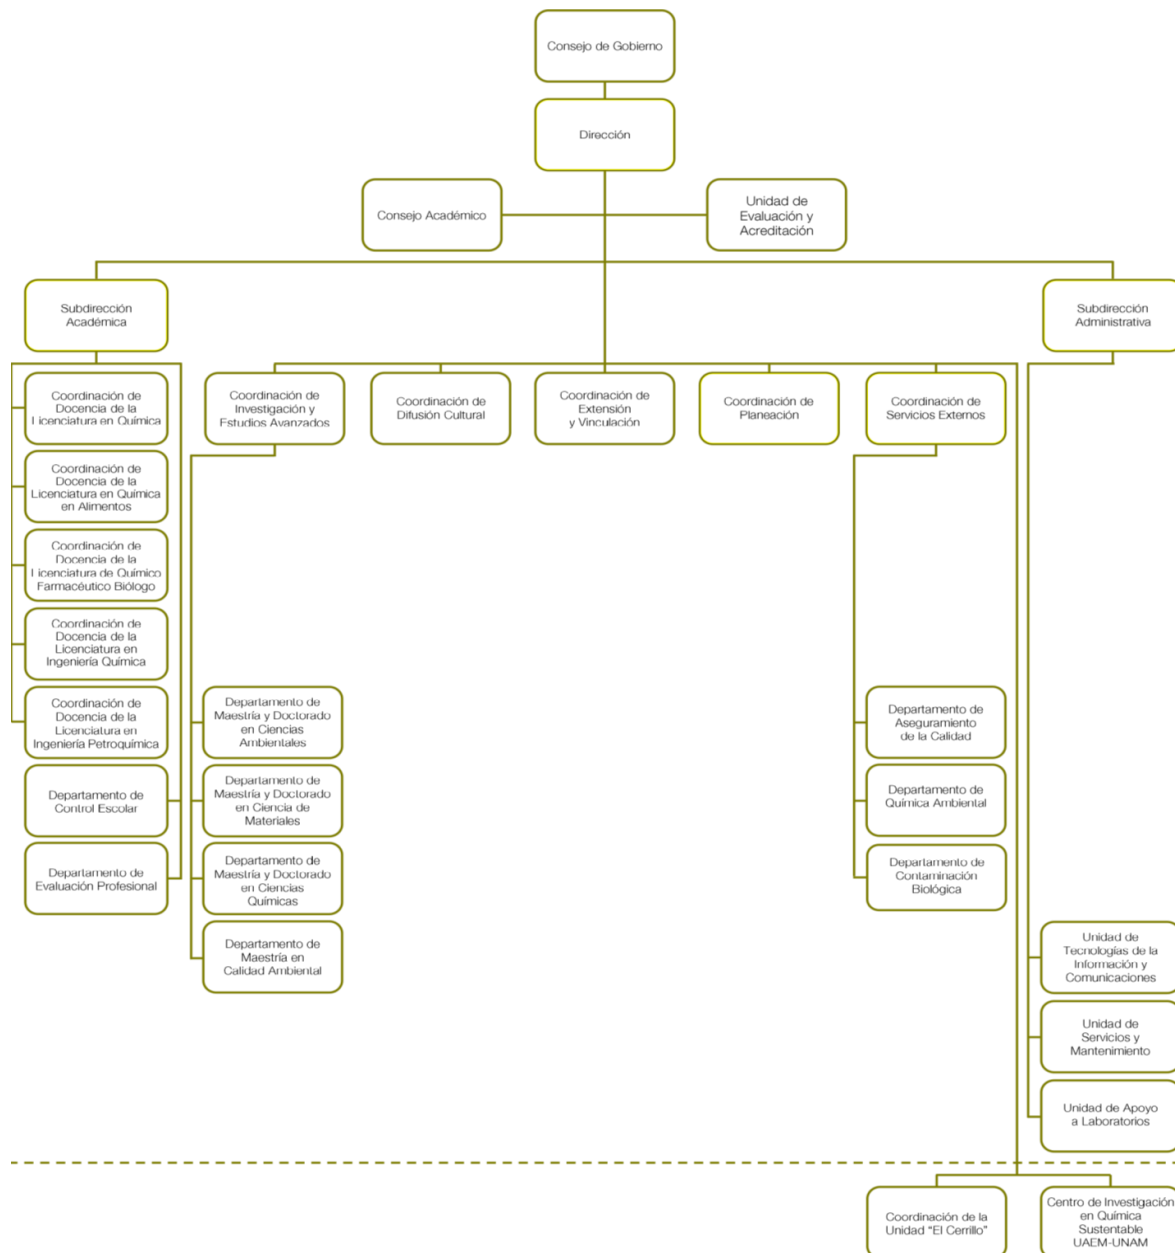 Consejo de Gobierno
Dirección
Consejo Académico
Unidad de
Evaluación y
Acreditación
Subdirección
Académica
Subdirección
Administrativa
Coordinación de
Docencia de la
Licenciatura en Química
Coordinación de
Investigación y
Estudios Avanzados
Coordinación de
Difusión Cultural
Coordinación de
Extensión
y Vinculación
Coordinación de
Planeación
Coordinación de
Servicios Externos
Coordinación de
Docencia de la
Licenciatura en Química
en Alimentos
Coordinación de
Docencia de la
Licenciatura de Químico
Farmacéutico Biólogo
Coordinación de
Docencia de la
Licenciatura en
Ingeniería Química
Coordinación de
Docencia de la
Licenciatura en
Ingeniería Petroquímica
Departamento de
Maestría y Doctorado
en Ciencias
Ambientales
Departamento de
Aseguramiento
de la Calidad
Departamento de
Control Escolar
Departamento de
Maestría y Doctorado
en Ciencia de
Materiales
Departamento de
Química Ambiental
Departamento de
Evaluación Profesional
Departamento de
Maestría y Doctorado
en Ciencias
Químicas
Departamento de
Contaminación
Biológica
Departamento de
Maestría en
Calidad Ambiental
Unidad de
Tecnologías de la
Información y
Comunicaciones
Unidad de
Servicios y
Mantenimiento
Unidad de Apoyo
a Laboratorios
Coordinación de la
Unidad "El Cerrillo"
Centro de Investigación
en Química
Sustentable
UAEM-UNAM